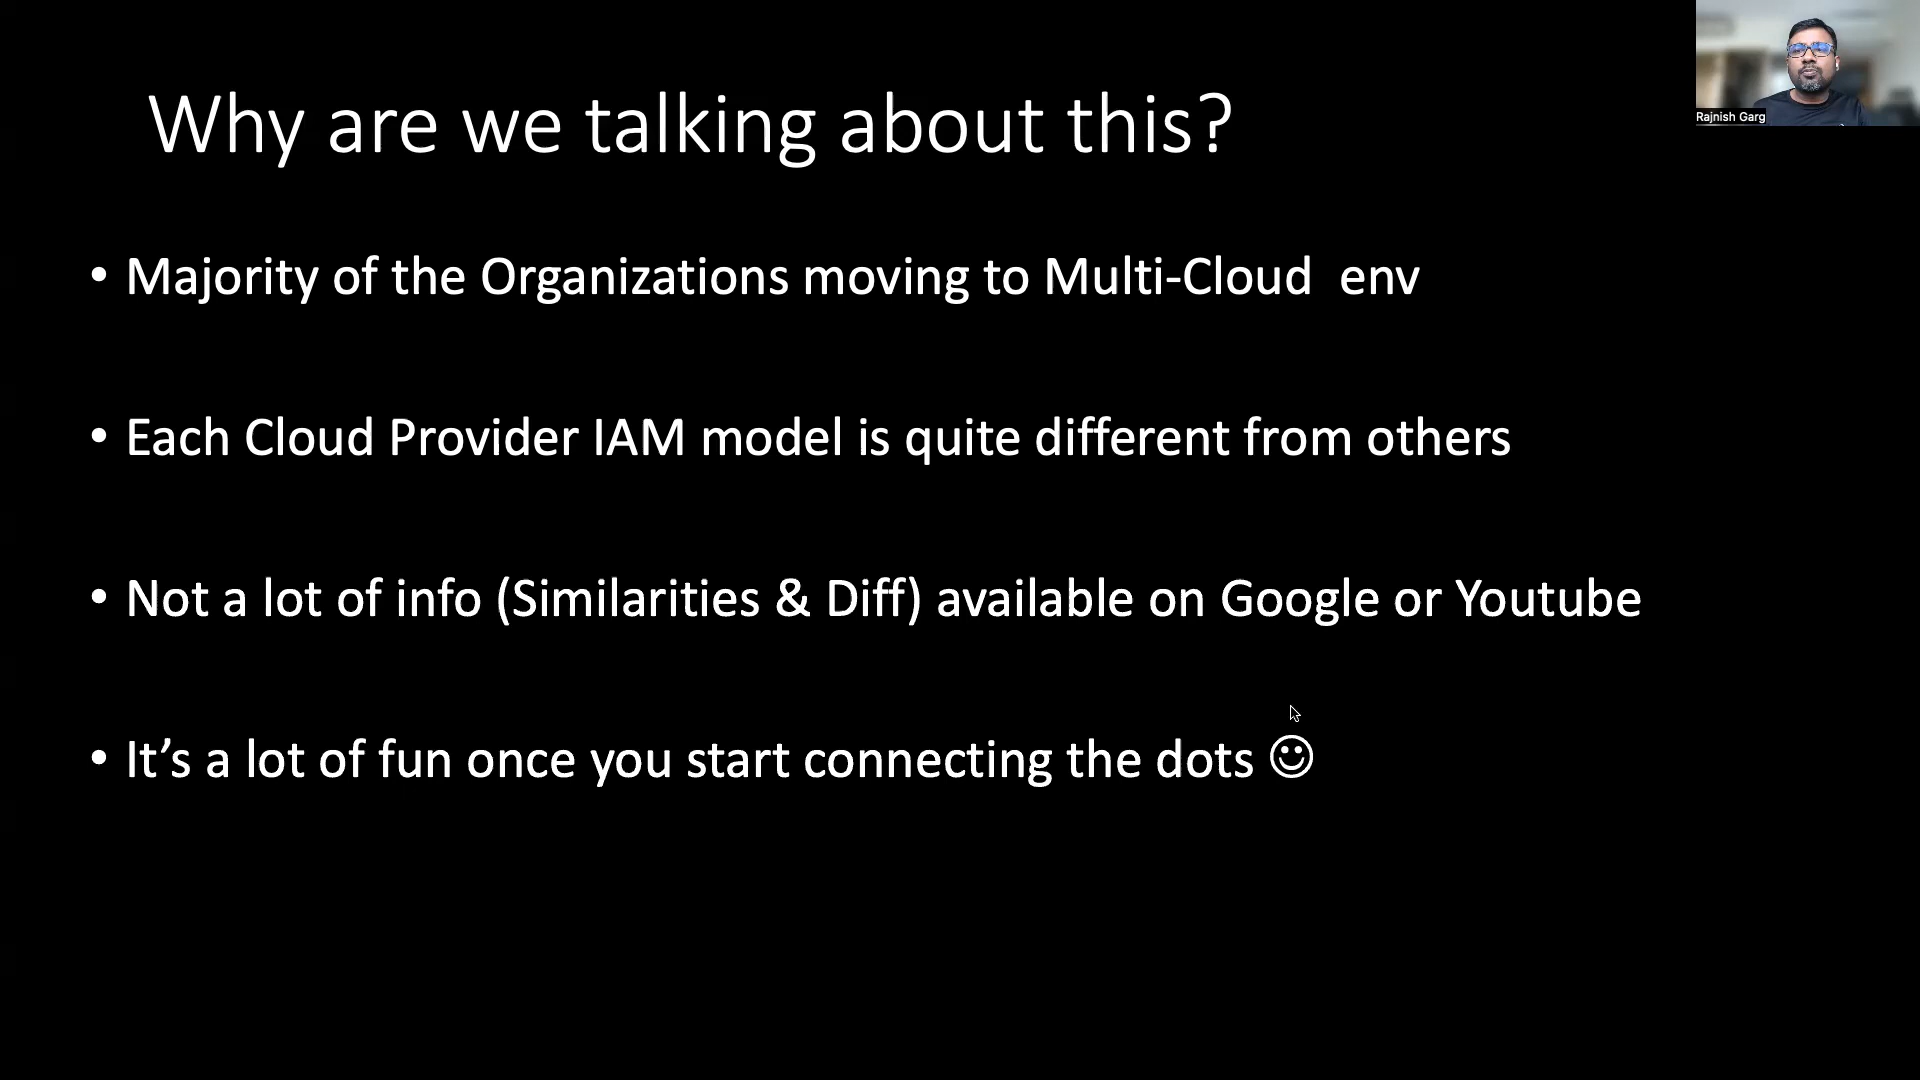 Why are we talking about this?
Rajnish Garg
• Majority of the Organizations moving to Multi-Cloud  env
• Each Cloud Provider IAM model is quite different from others
• Not a lot of info (Similarities & Diff) available on Google or Youtube
• It’s a lot of fun once you start connecting the dots ☺